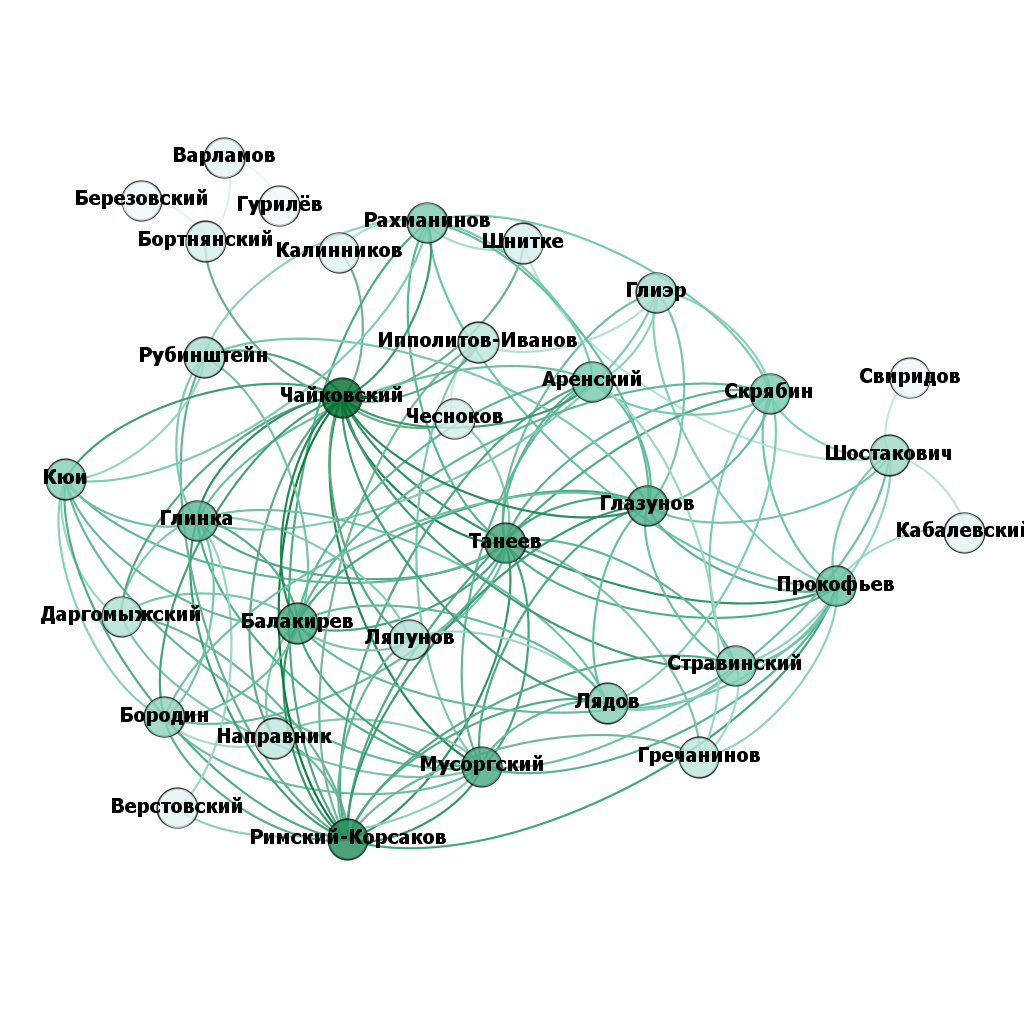 Варламов
Березовский
Гурилёв
Рахманинов
Бортнянский
Шнитке
Калинников
Глиэр
Ипполитов-Иванов
Рубинштейн
Свиридов
Аренский
Скрябин
Чайковский
Чесноков
Шостакович
Кюи
Глазунов
Глинка
Кабалевский
Танеев
Прокофьев
Даргомыжский
Балакирев
Ляпунов
Стравинский
Лядов
Бородин
Направник
Гречанинов
Мусоргский
Верстовский
Римский-Корсаков